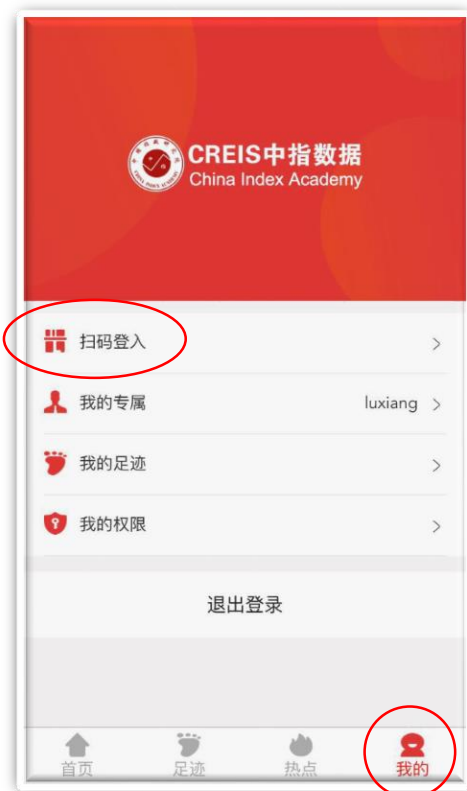 CREIS中指数据
China Index Academy
扫码登入
我的专属 luxiang
我的足迹
我的权限
退出登录
首页 足迹 热点 我的